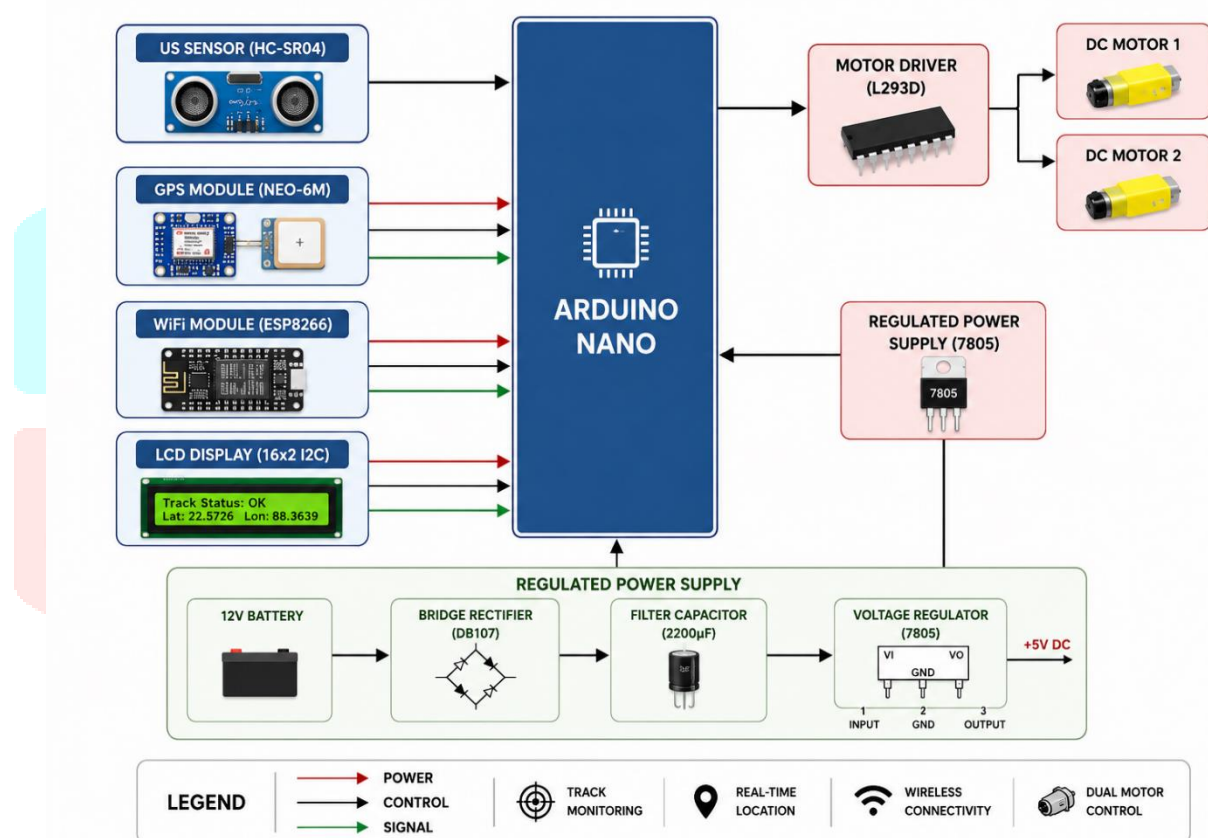 US SENSOR (HC-SR04)
GPS MODULE (NEO-6M)
WiFi MODULE (ESP8266)
LCD DISPLAY (16x2 I2C)
Track Status: OK
Lat: 22.5726 Lon: 88.3639
ARDUINO
NANO
MOTOR DRIVER
(L293D)
DC MOTOR 1
DC MOTOR 2
REGULATED POWER
SUPPLY (7805)
7805
REGULATED POWER SUPPLY
12V BATTERY
BRIDGE RECTIFIER
(DB107)
FILTER CAPACITOR
(2200µF)
VOLTAGE REGULATOR
(7805)
VI VO
GND
1 2 3
INPUT GND OUTPUT
+5V DC
LEGEND
POWER
CONTROL
SIGNAL
TRACK
MONITORING
REAL-TIME
LOCATION
WIRELESS
CONNECTIVITY
DUAL MOTOR
CONTROL